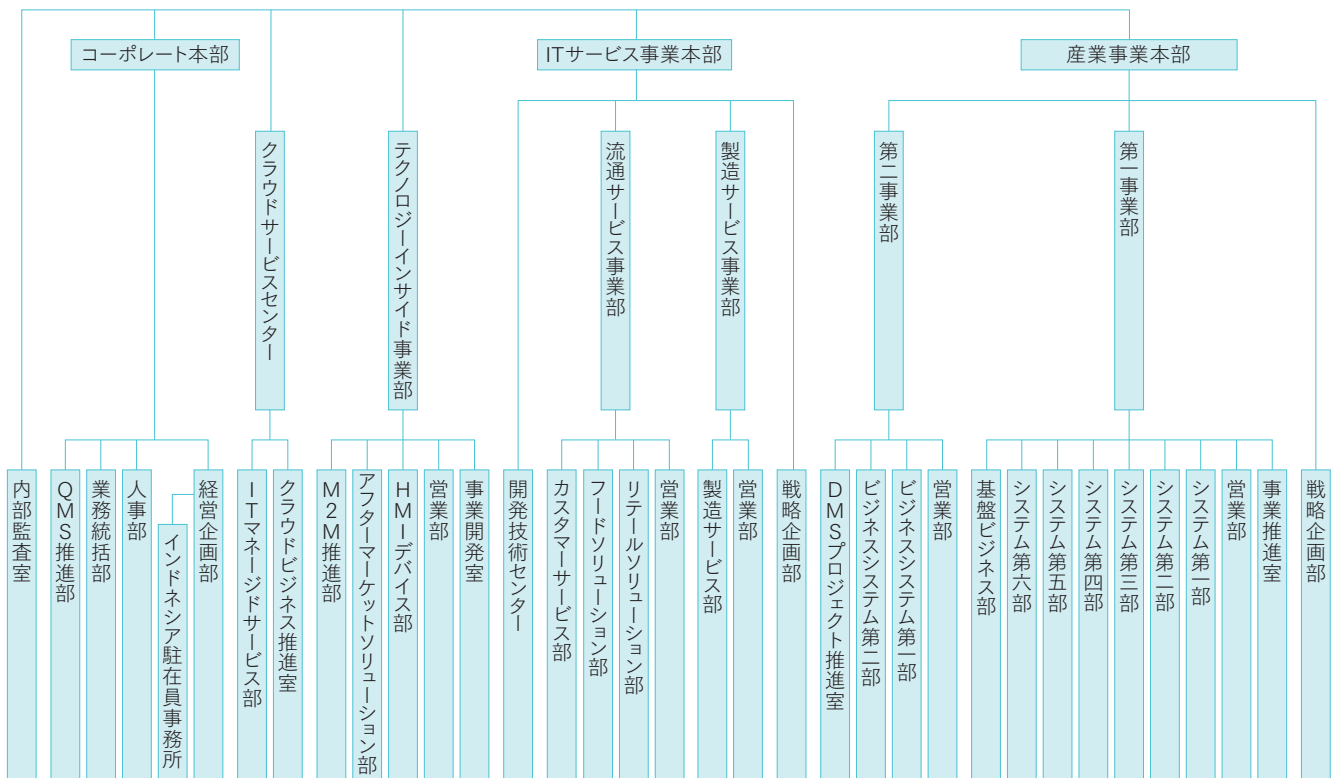 コーポレート本部
ITサービス事業本部
産業事業本部
クラウドサービスセンター
テクノロジーインサイド事業部
流通サービス事業部
製造サービス事業部
第二事業部
第一事業部
内部監査室
QMS推進部
業務統括部
人事部
インドネシア駐在員事務所
経営企画部
ITマネージドサービス部
クラウドビジネス推進室
M2M推進部
アフターマーケットソリューション部
HMIデバイス部
営業部
事業開発室
開発技術センター
カスタマーサービス部
フードソリューション部
リテールソリューション部
営業部
製造サービス部
営業部
戦略企画部
DMSプロジェクト推進室
ビジネスシステム第二部
ビジネスシステム第一部
営業部
基盤ビジネス部
システム第六部
システム第五部
システム第四部
システム第三部
システム第二部
システム第一部
営業部
事業推進室
戦略企画部